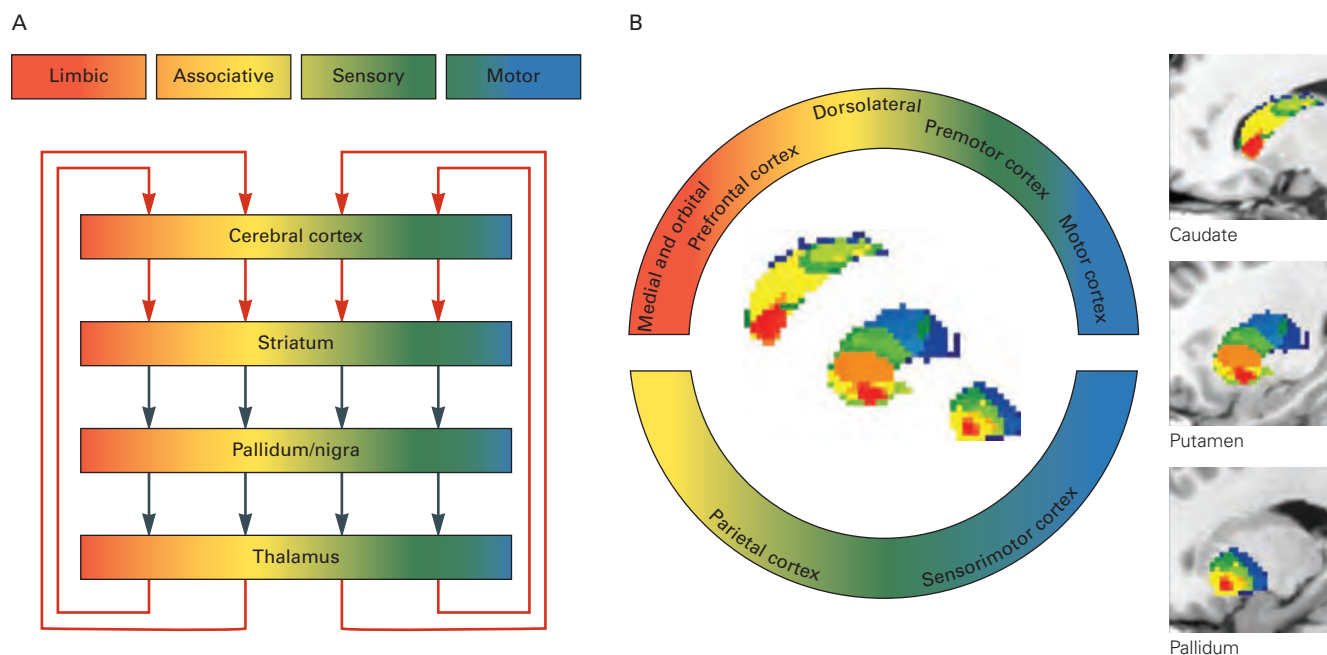 A
Limbic
Associative
Sensory
Motor
Cerebral cortex
Striatum
Pallidum/nigra
Thalamus
B
Medial and orbital
Prefrontal cortex
Dorsolateral
Premotor cortex
Motor cortex
Parietal cortex
Sensorimotor cortex
Caudate
Putamen
Pallidum